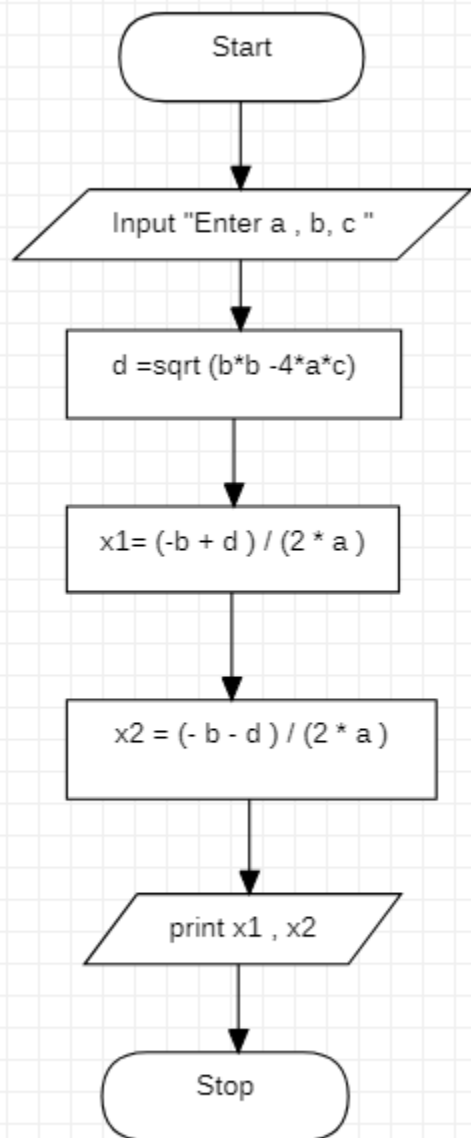 Start
Input "Enter a , b, c "
d =sqrt (b*b -4*a*c)
x1= (-b + d ) / (2 * a )
x2 = (- b - d ) / (2 * a )
print x1 , x2
Stop